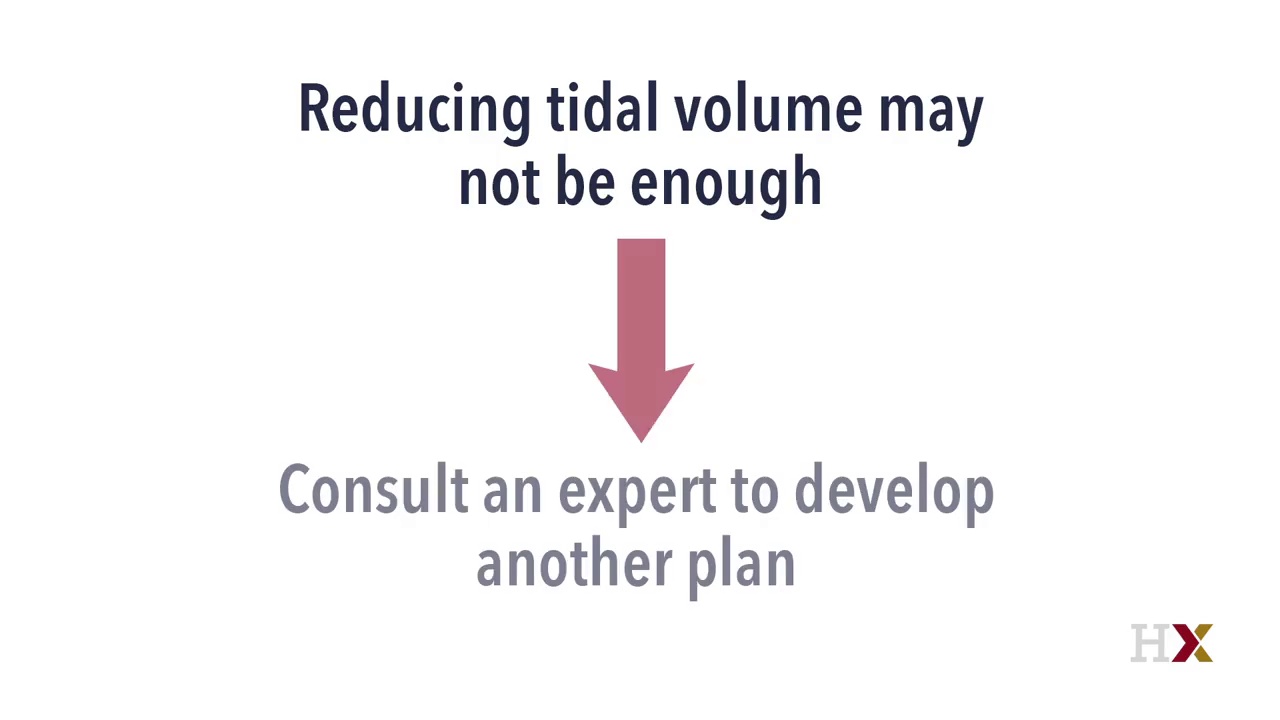 Reducing tidal volume may
not be enough
Consult an expert to develop
another plan
HX